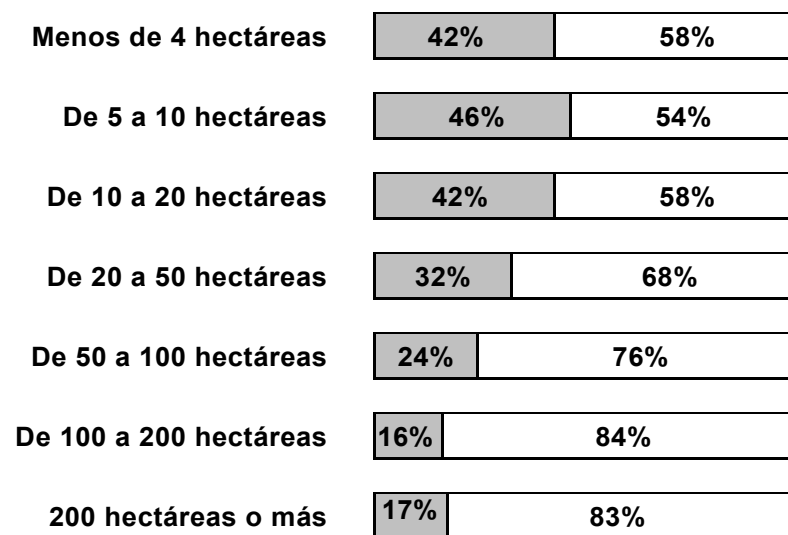 Menos de 4 hectáreas 42% 58%
De 5 a 10 hectáreas 46% 54%
De 10 a 20 hectáreas 42% 58%
De 20 a 50 hectáreas 32% 68%
De 50 a 100 hectáreas 24% 76%
De 100 a 200 hectáreas 16% 84%
200 hectáreas o más 17% 83%